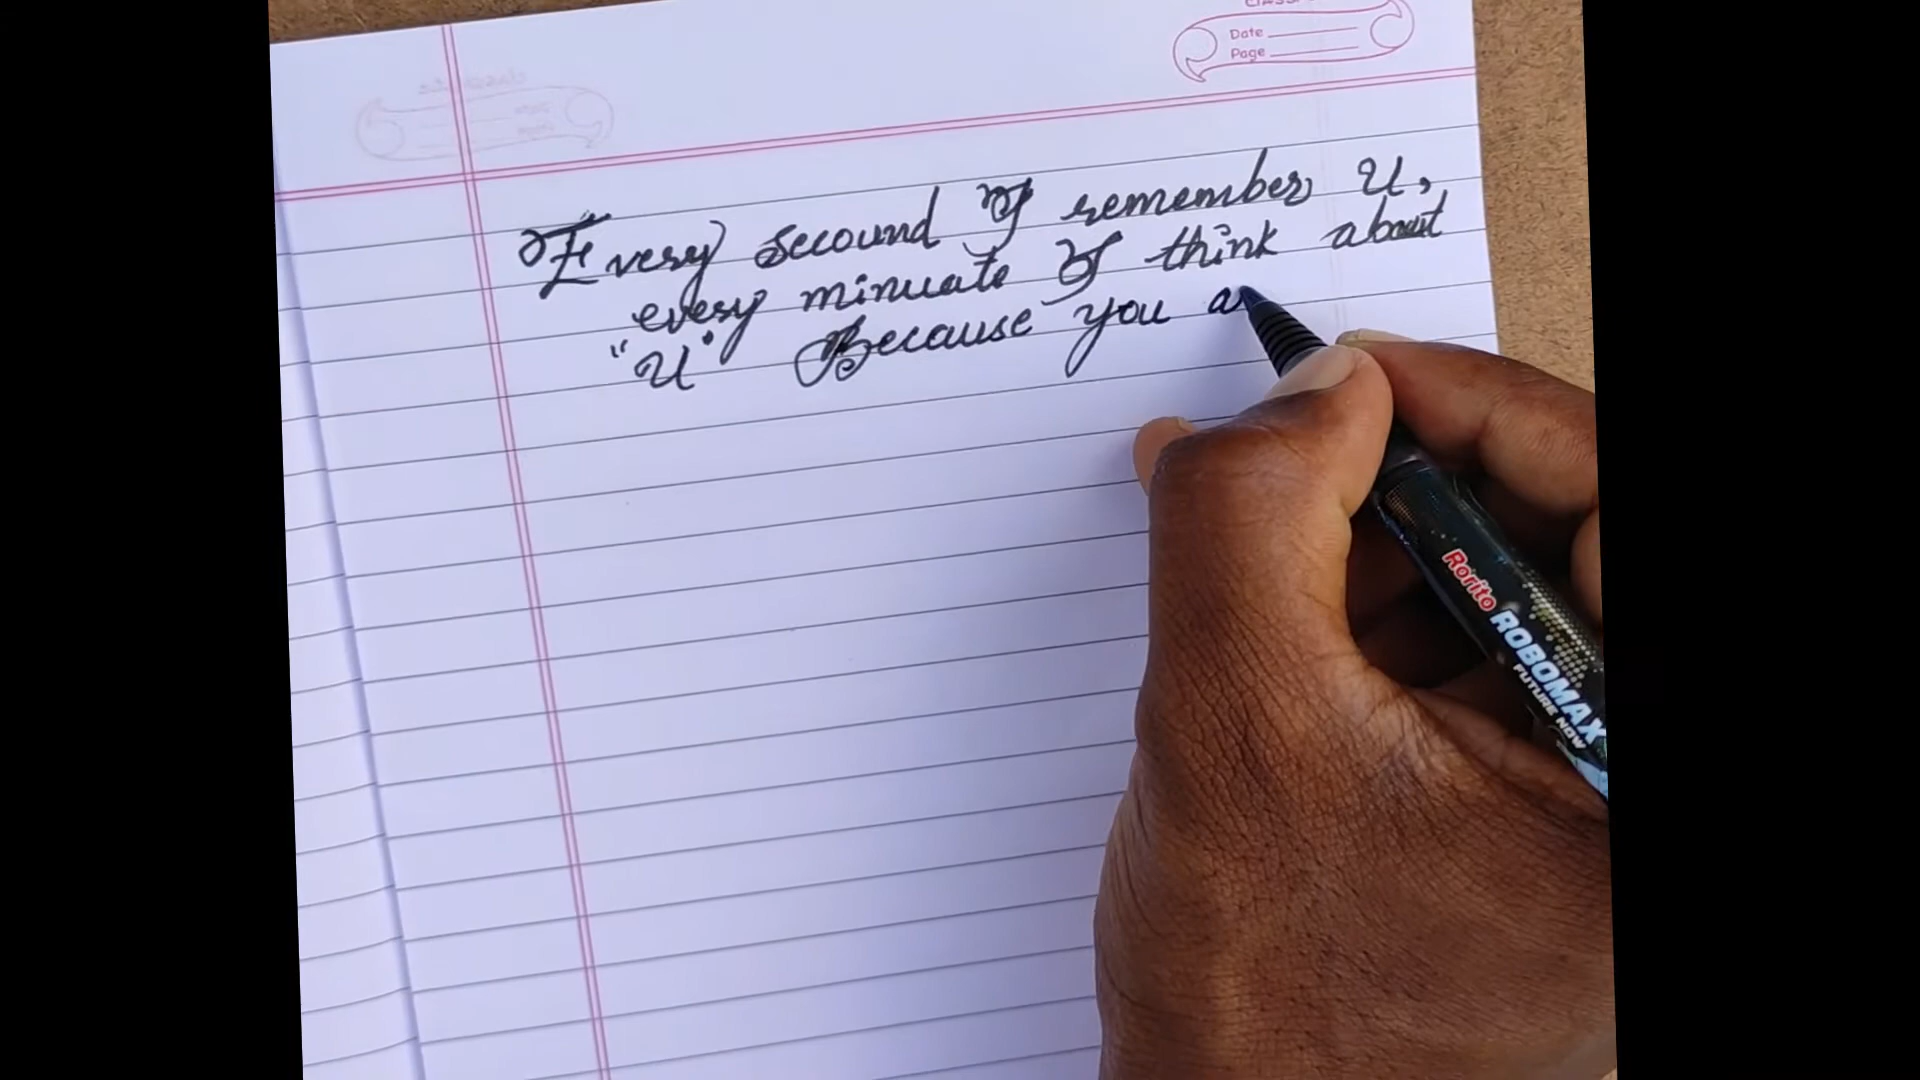 Date
Page
Every secound I remember U,
every minuate I think about
"U" Because you a
Rorito ROBOMAX
FUTURE NOW